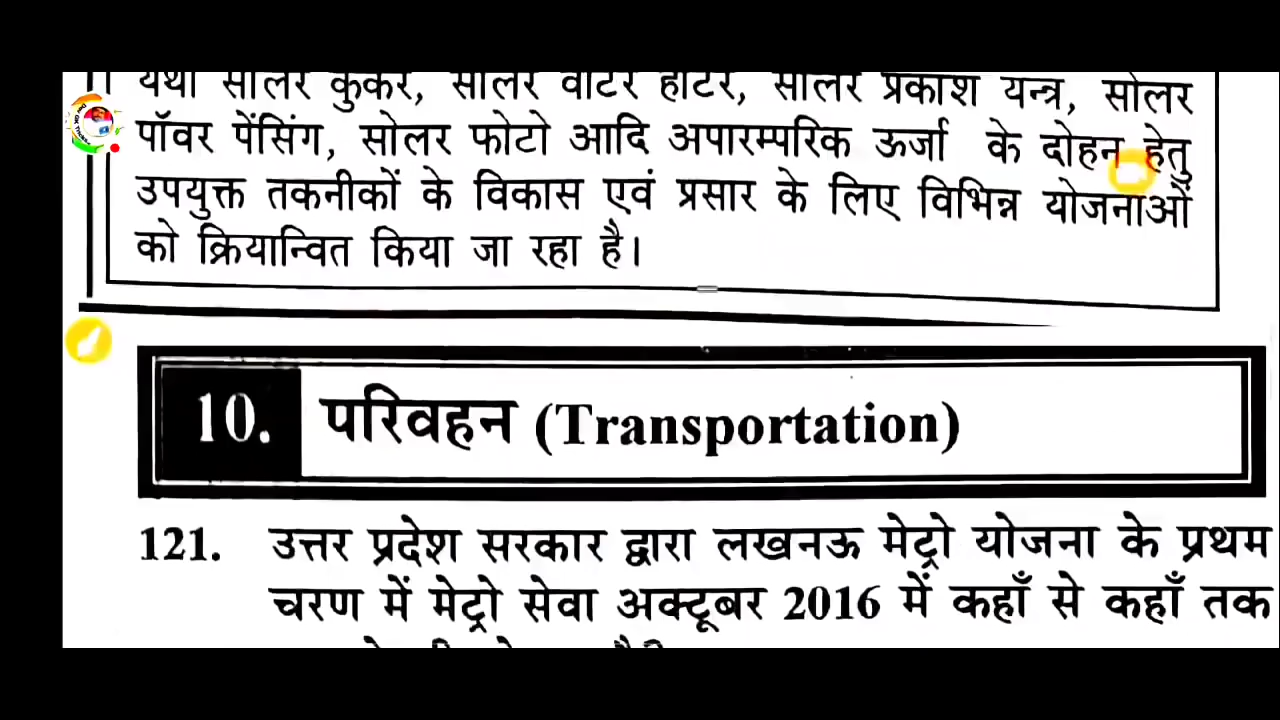 यथा सोलर कुकर, सोलर वाटर हीटर, सोलर प्रकाश यन्त्र, सोलर
पॉवर पेंसिंग, सोलर फोटो आदि अपारम्परिक ऊर्जा के दोहन हेतु
उपयुक्त तकनीकों के विकास एवं प्रसार के लिए विभिन्न योजनाओं
को क्रियान्वित किया जा रहा है।
10. परिवहन (Transportation)
121. उत्तर प्रदेश सरकार द्वारा लखनऊ मेट्रो योजना के प्रथम
चरण में मेट्रो सेवा अक्टूबर 2016 में कहाँ से कहाँ तक